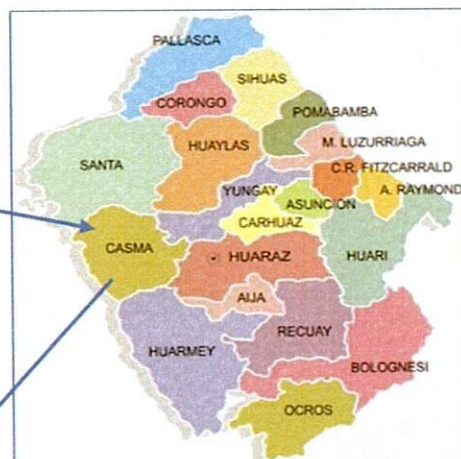 PALLASCA
SIHUAS
CORONGO
POMABAMBA
HUAYLAS
M. LUZURRIAGA
SANTA
C.R. FITZCARRALD
YUNGAY
A. RAYMOND
ASUNCION
CARHUAZ
CASMA
HUARAZ
HUARI
AIJA
RECUAY
HUARMEY
BOLOGNESI
OCROS